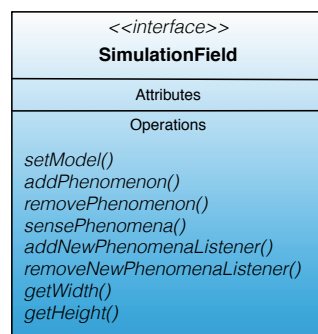 <<interface>>
SimulationField
Attributes
Operations
setModel()
addPhenomenon()
removePhenomenon()
sensePhenomena()
addNewPhenomenaListener()
removeNewPhenomenaListener()
getWidth()
getHeight()